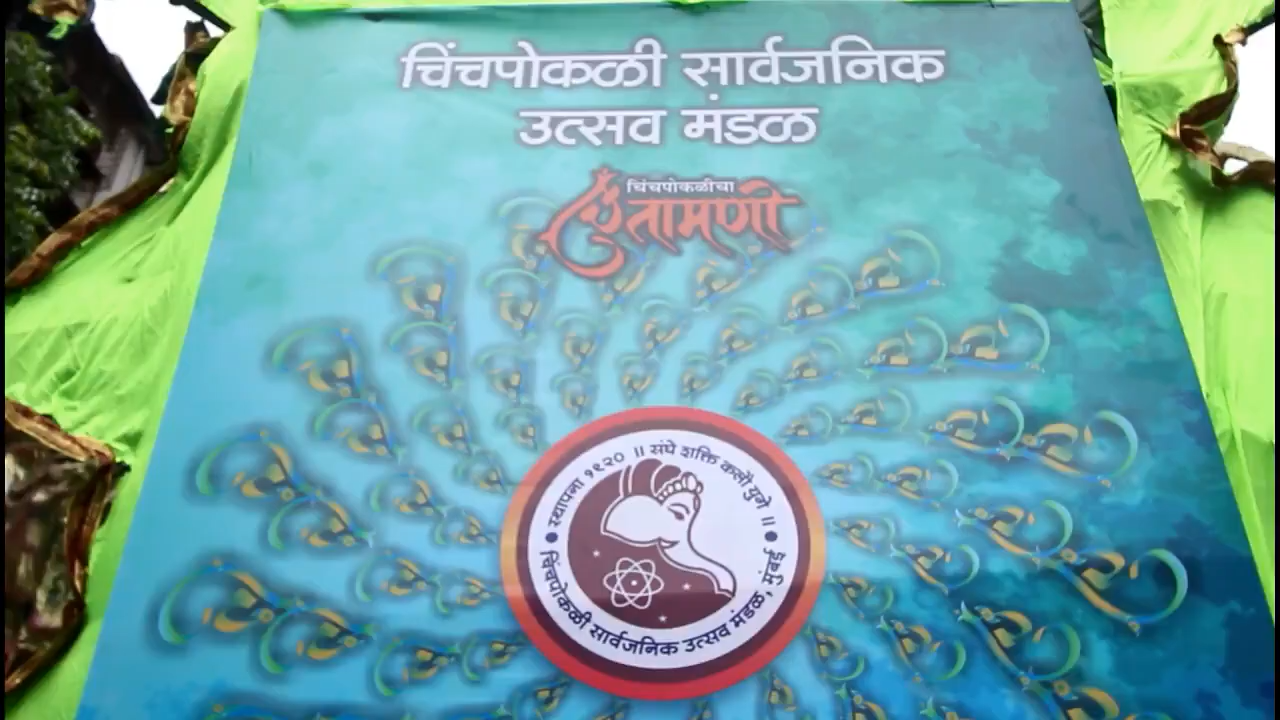 चिंचपोकळी सार्वजनिक
उत्सव मंडळ
चिंचपोकळीचा
चिंतामणी
स्थापना १९२० ॥ संघे शक्ति कलौ युगे ॥
चिंचपोकळी सार्वजनिक उत्सव मंडळ, मुंबई